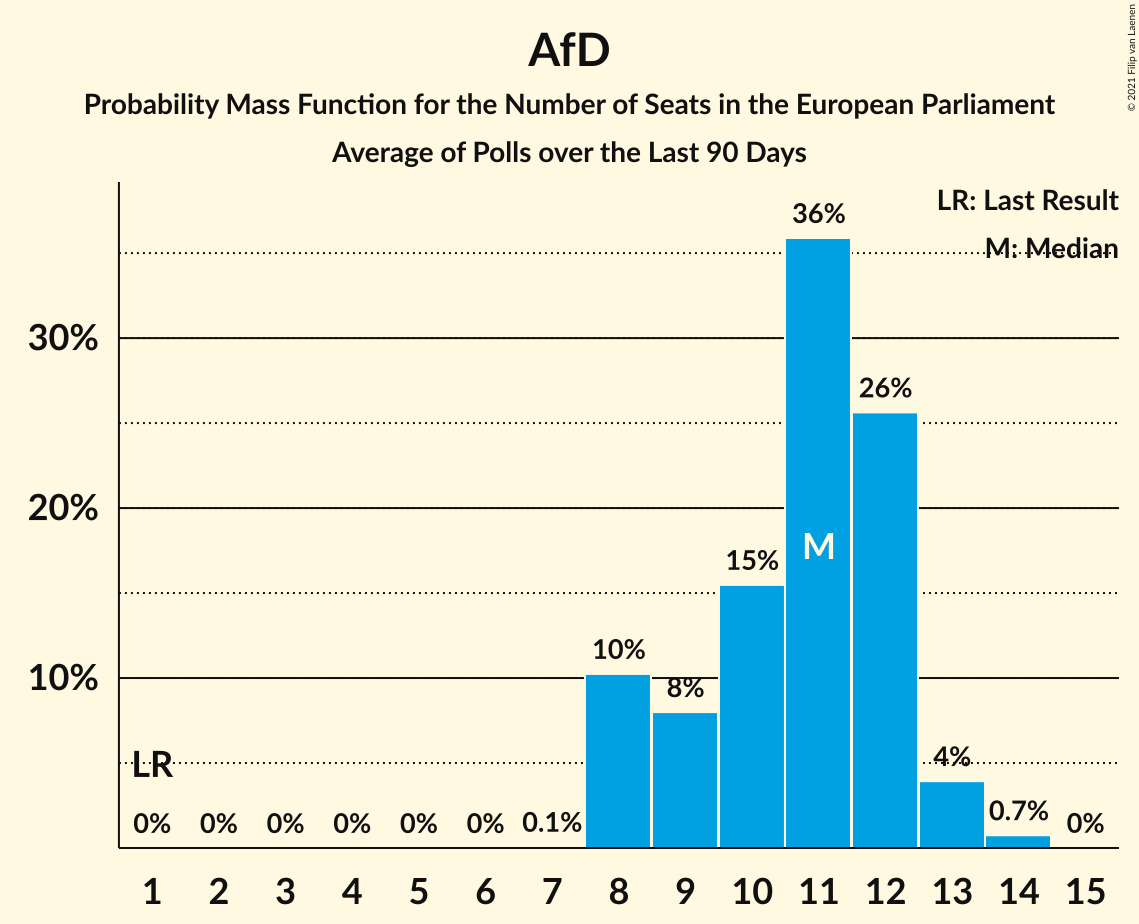 AfD
Probability Mass Function for the Number of Seats in the European Parliament
Average of Polls over the Last 90 Days
© 2021 Filip van Laenen
LR: Last Result
M: Median
36%
30%
26%
20%
M
15%
10%
10%
8%
LR
4%
0% 0% 0% 0% 0% 0% 0.1% 0.7% 0%
1 2 3 4 5 6 7 8 9 10 11 12 13 14 15